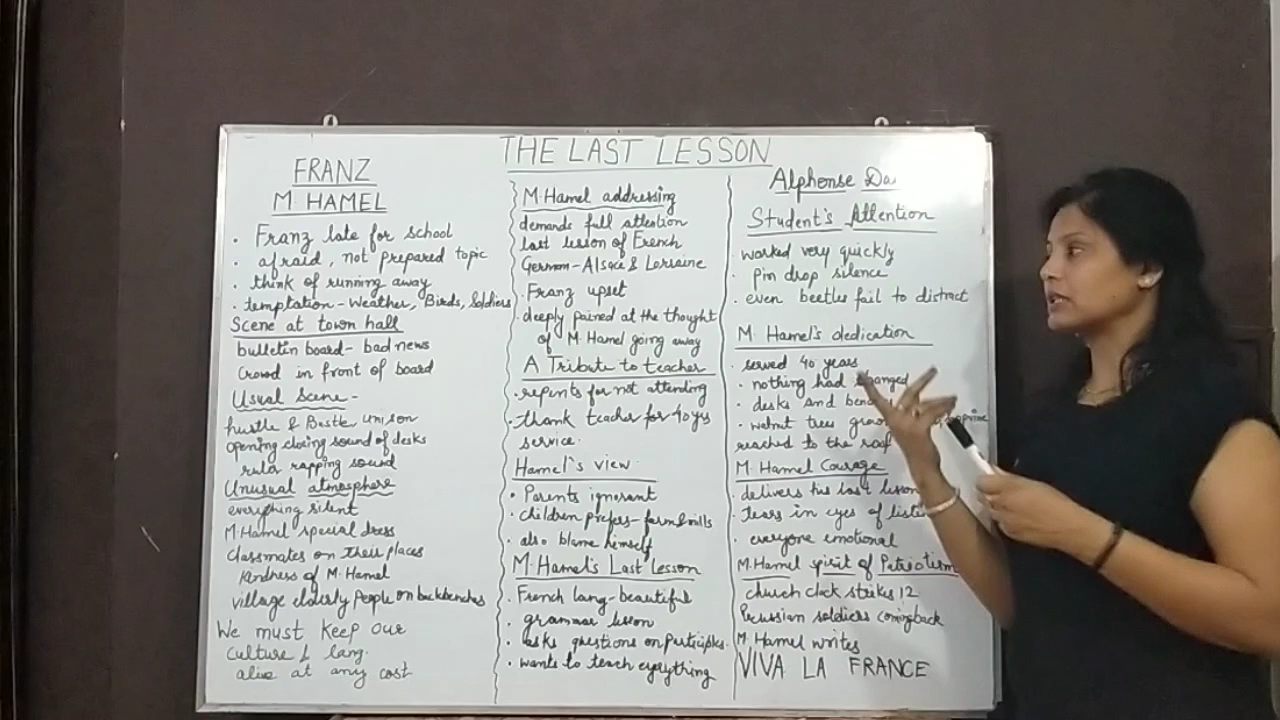 THE LAST LESSON
FRANZ
M HAMEL
. Franz late for school
. afraid, not prepared topic
. think of running away
. temptation - Weather, Birds, Soldiers
Scene at town hall
bulletin board - bad news
Crowd in front of board
Usual Scene -
hustle & Bustle unison
opening closing sound of desks
rular rapping sound
Unusual atmosphere
everything silent
M Hamel special dress
classmates on their places
kindness of M. Hamel
village elderly people on backbenches
We must keep our
culture & lang.
alive at any cost
M. Hamel addressing
demands full attention
last lesson of French
German - Alsace & Lorraine
. Franz upset
. deeply pained at the thought
of M. Hamel going away
A Tribute to teacher
. repents for not attending
. thank teacher for 40 yrs
service.
Hamel's view
. Parents ignorant
. children prefers - farm & mills
. also blame himself
M. Hamel's Last lesson
. French lang - beautiful
. grammar lesson
. asks questions on participles
. wants to teach everything
Alphonse Da
Student's Attention
worked very quickly
. pin drop silence
. even beetles fail to distract
M Hamel's dedication
. served 40 years
. nothing had changed
. desks and
. walnut trees
reached to the roof
M Hamel Courage
. delivers his last lesson
. tears in eyes of
. everyone emotional
M. Hamel spirit of Patriotism
church clock strikes 12
Prussian soldiers coming back
M Hamel writes
VIVA LA FRANCE